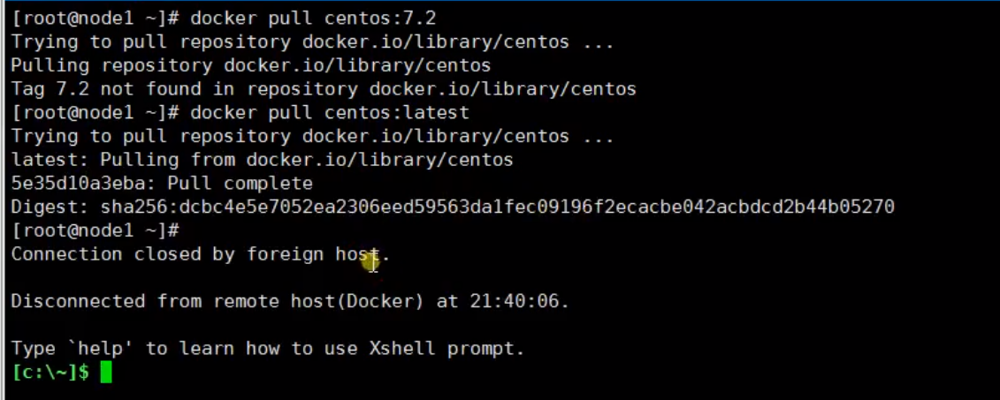 [root@node1 ~]# docker pull centos:7.2
Trying to pull repository docker.io/library/centos ...
Pulling repository docker.io/library/centos
Tag 7.2 not found in repository docker.io/library/centos
[root@node1 ~]# docker pull centos:latest
Trying to pull repository docker.io/library/centos ...
latest: Pulling from docker.io/library/centos
5e35d10a3eba: Pull complete
Digest: sha256:dcbc4e5e7052ea2306eed59563da1fec09196f2ecacbe042acbdcd2b44b05270
[root@node1 ~]#
Connection closed by foreign host.
Disconnected from remote host(Docker) at 21:40:06.
Type `help' to learn how to use Xshell prompt.
[c:\~]$